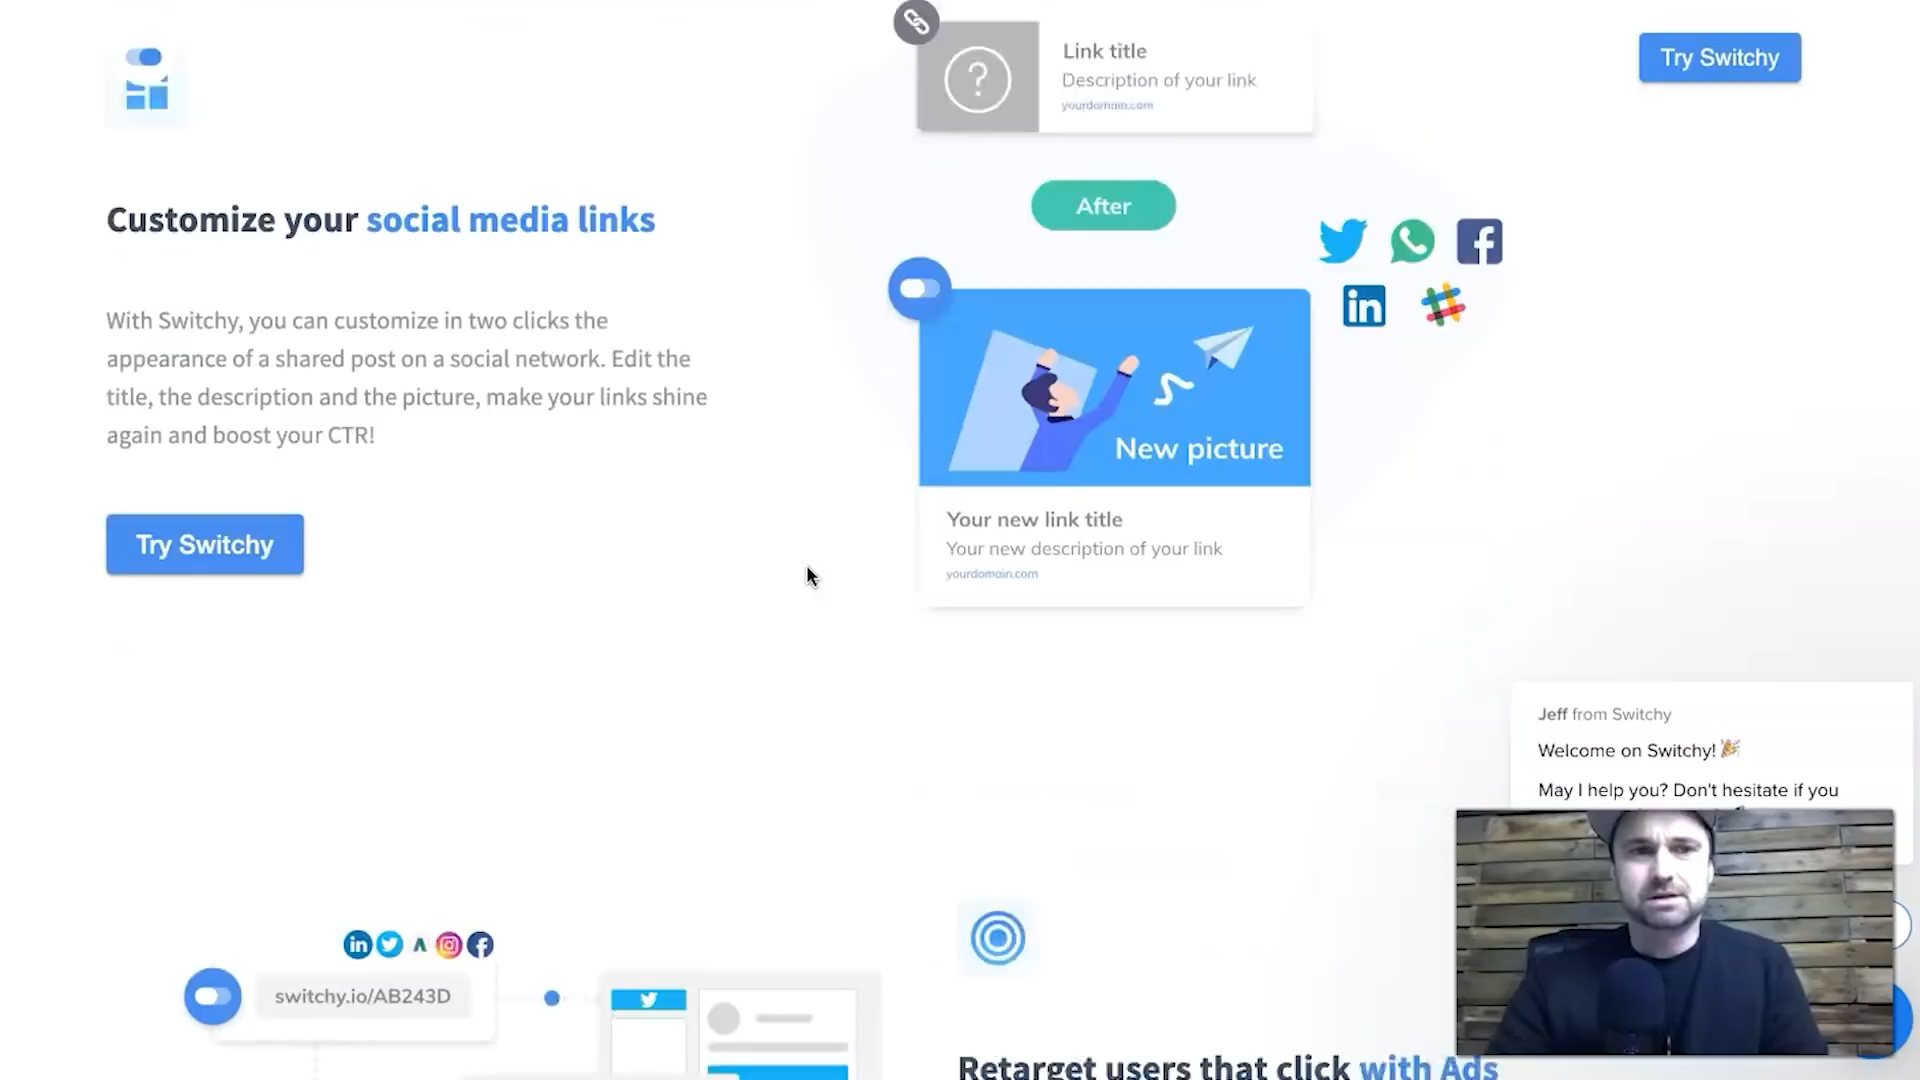 Link title
Description of your link
yourdomain.com
Try Switchy
After
Customize your social media links
With Switchy, you can customize in two clicks the
appearance of a shared post on a social network. Edit the
title, the description and the picture, make your links shine
again and boost your CTR!
Try Switchy
New picture
Your new link title
Your new description of your link
yourdomain.com
Jeff from Switchy
Welcome on Switchy!
May I help you? Don't hesitate if you
switchy.io/AB243D
Retarget users that click with Ads